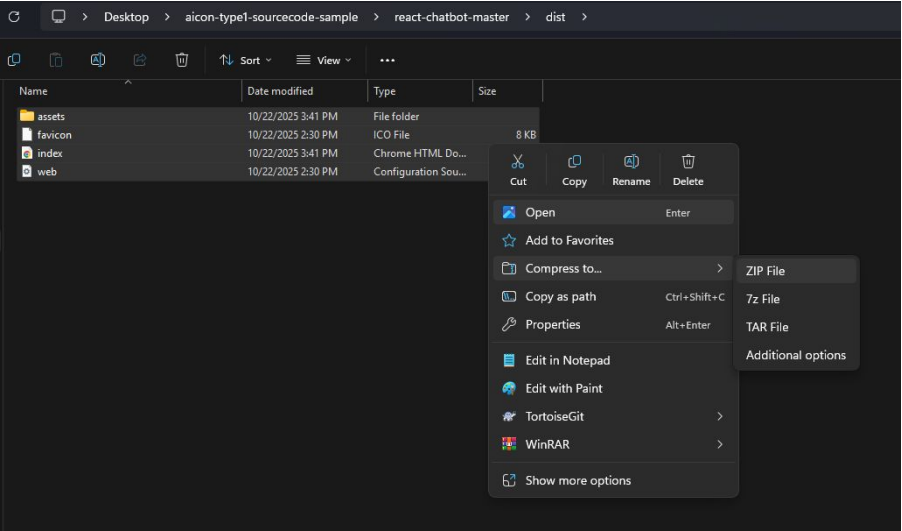 Desktop > aicon-type1-sourcecode-sample > react-chatbot-master > dist >
Sort View ...
Name Date modified Type Size
assets 10/22/2025 3:41 PM File folder
favicon 10/22/2025 2:30 PM ICO File 8 KB
index 10/22/2025 3:41 PM Chrome HTML Do...
web 10/22/2025 2:30 PM Configuration Sou...
Cut Copy Rename Delete
Open Enter
Add to Favorites
Compress to... >
Copy as path Ctrl+Shift+C
Properties Alt+Enter
Edit in Notepad
Edit with Paint
TortoiseGit >
WinRAR >
Show more options
ZIP File
7z File
TAR File
Additional options